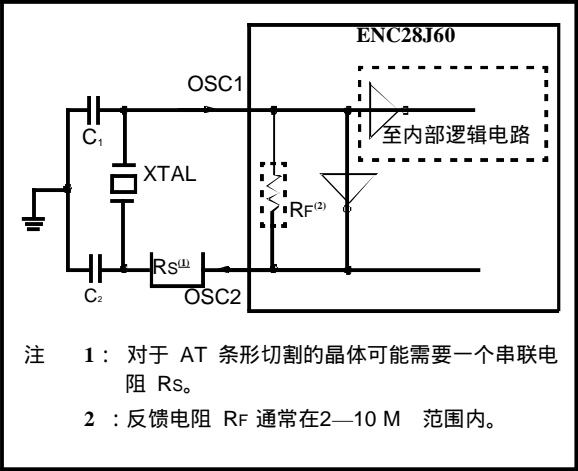 ENC28J60
OSC1
至内部逻辑电路
C1
XTAL
RF(2)
RS(1)
C2
OSC2
注 1： 对于 AT 条形切割的晶体可能需要一个串联电
阻 RS。
2 ：反馈电阻 RF 通常在2—10 M 范围内。